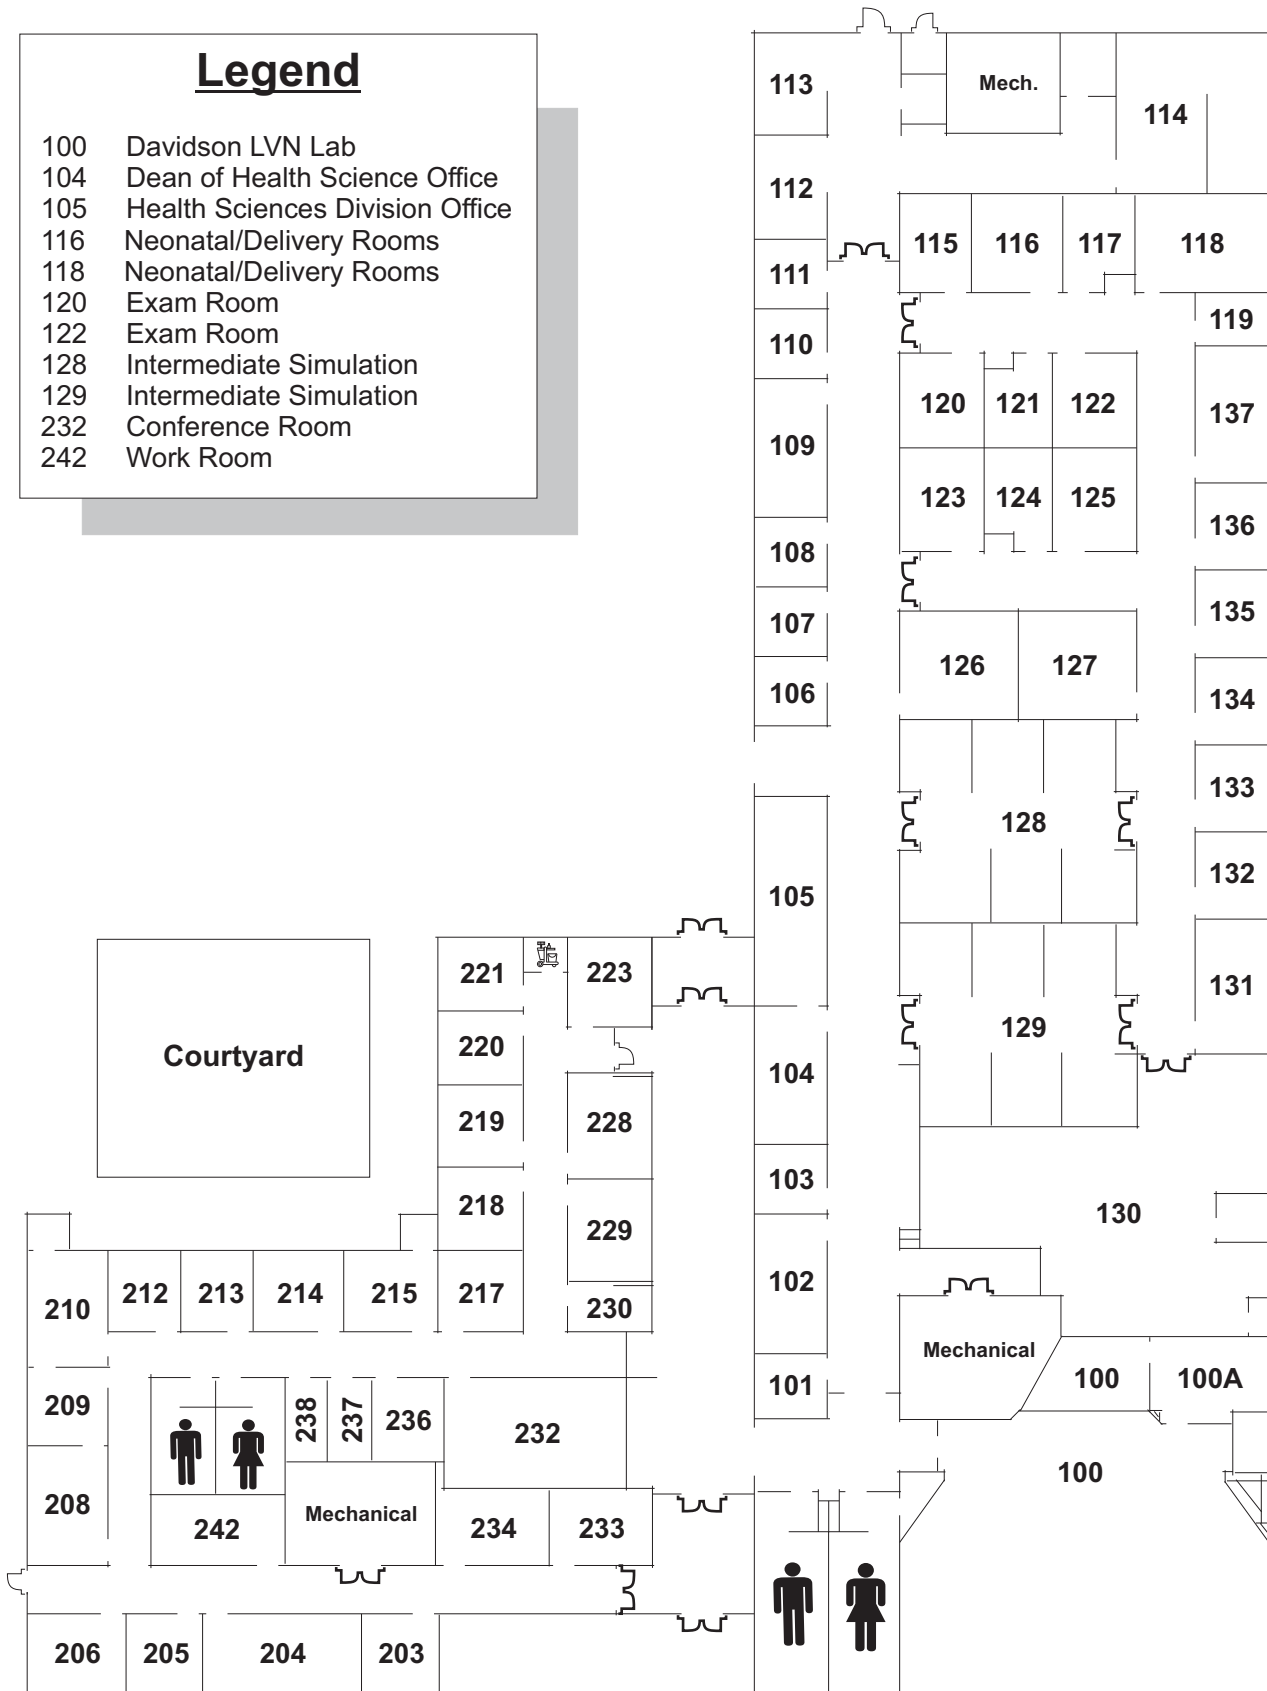 Legend
100 Davidson LVN Lab
104 Dean of Health Science Office
105 Health Sciences Division Office
116 Neonatal/Delivery Rooms
118 Neonatal/Delivery Rooms
120 Exam Room
122 Exam Room
128 Intermediate Simulation
129 Intermediate Simulation
232 Conference Room
242 Work Room
113
Mech.
114
112
115 116 117 118
111
119
110
120 121 122
137
109
123 124 125
136
108
135
107
126 127
134
106
133
128
132
105
221 223
131
129
220
Courtyard
104
219 228
103
218
130
229
102
212 213 214 215 217
210
230
Mechanical
101
100 100A
209
238 237 236
232
100
208
Mechanical
242
234 233
206 205 204 203